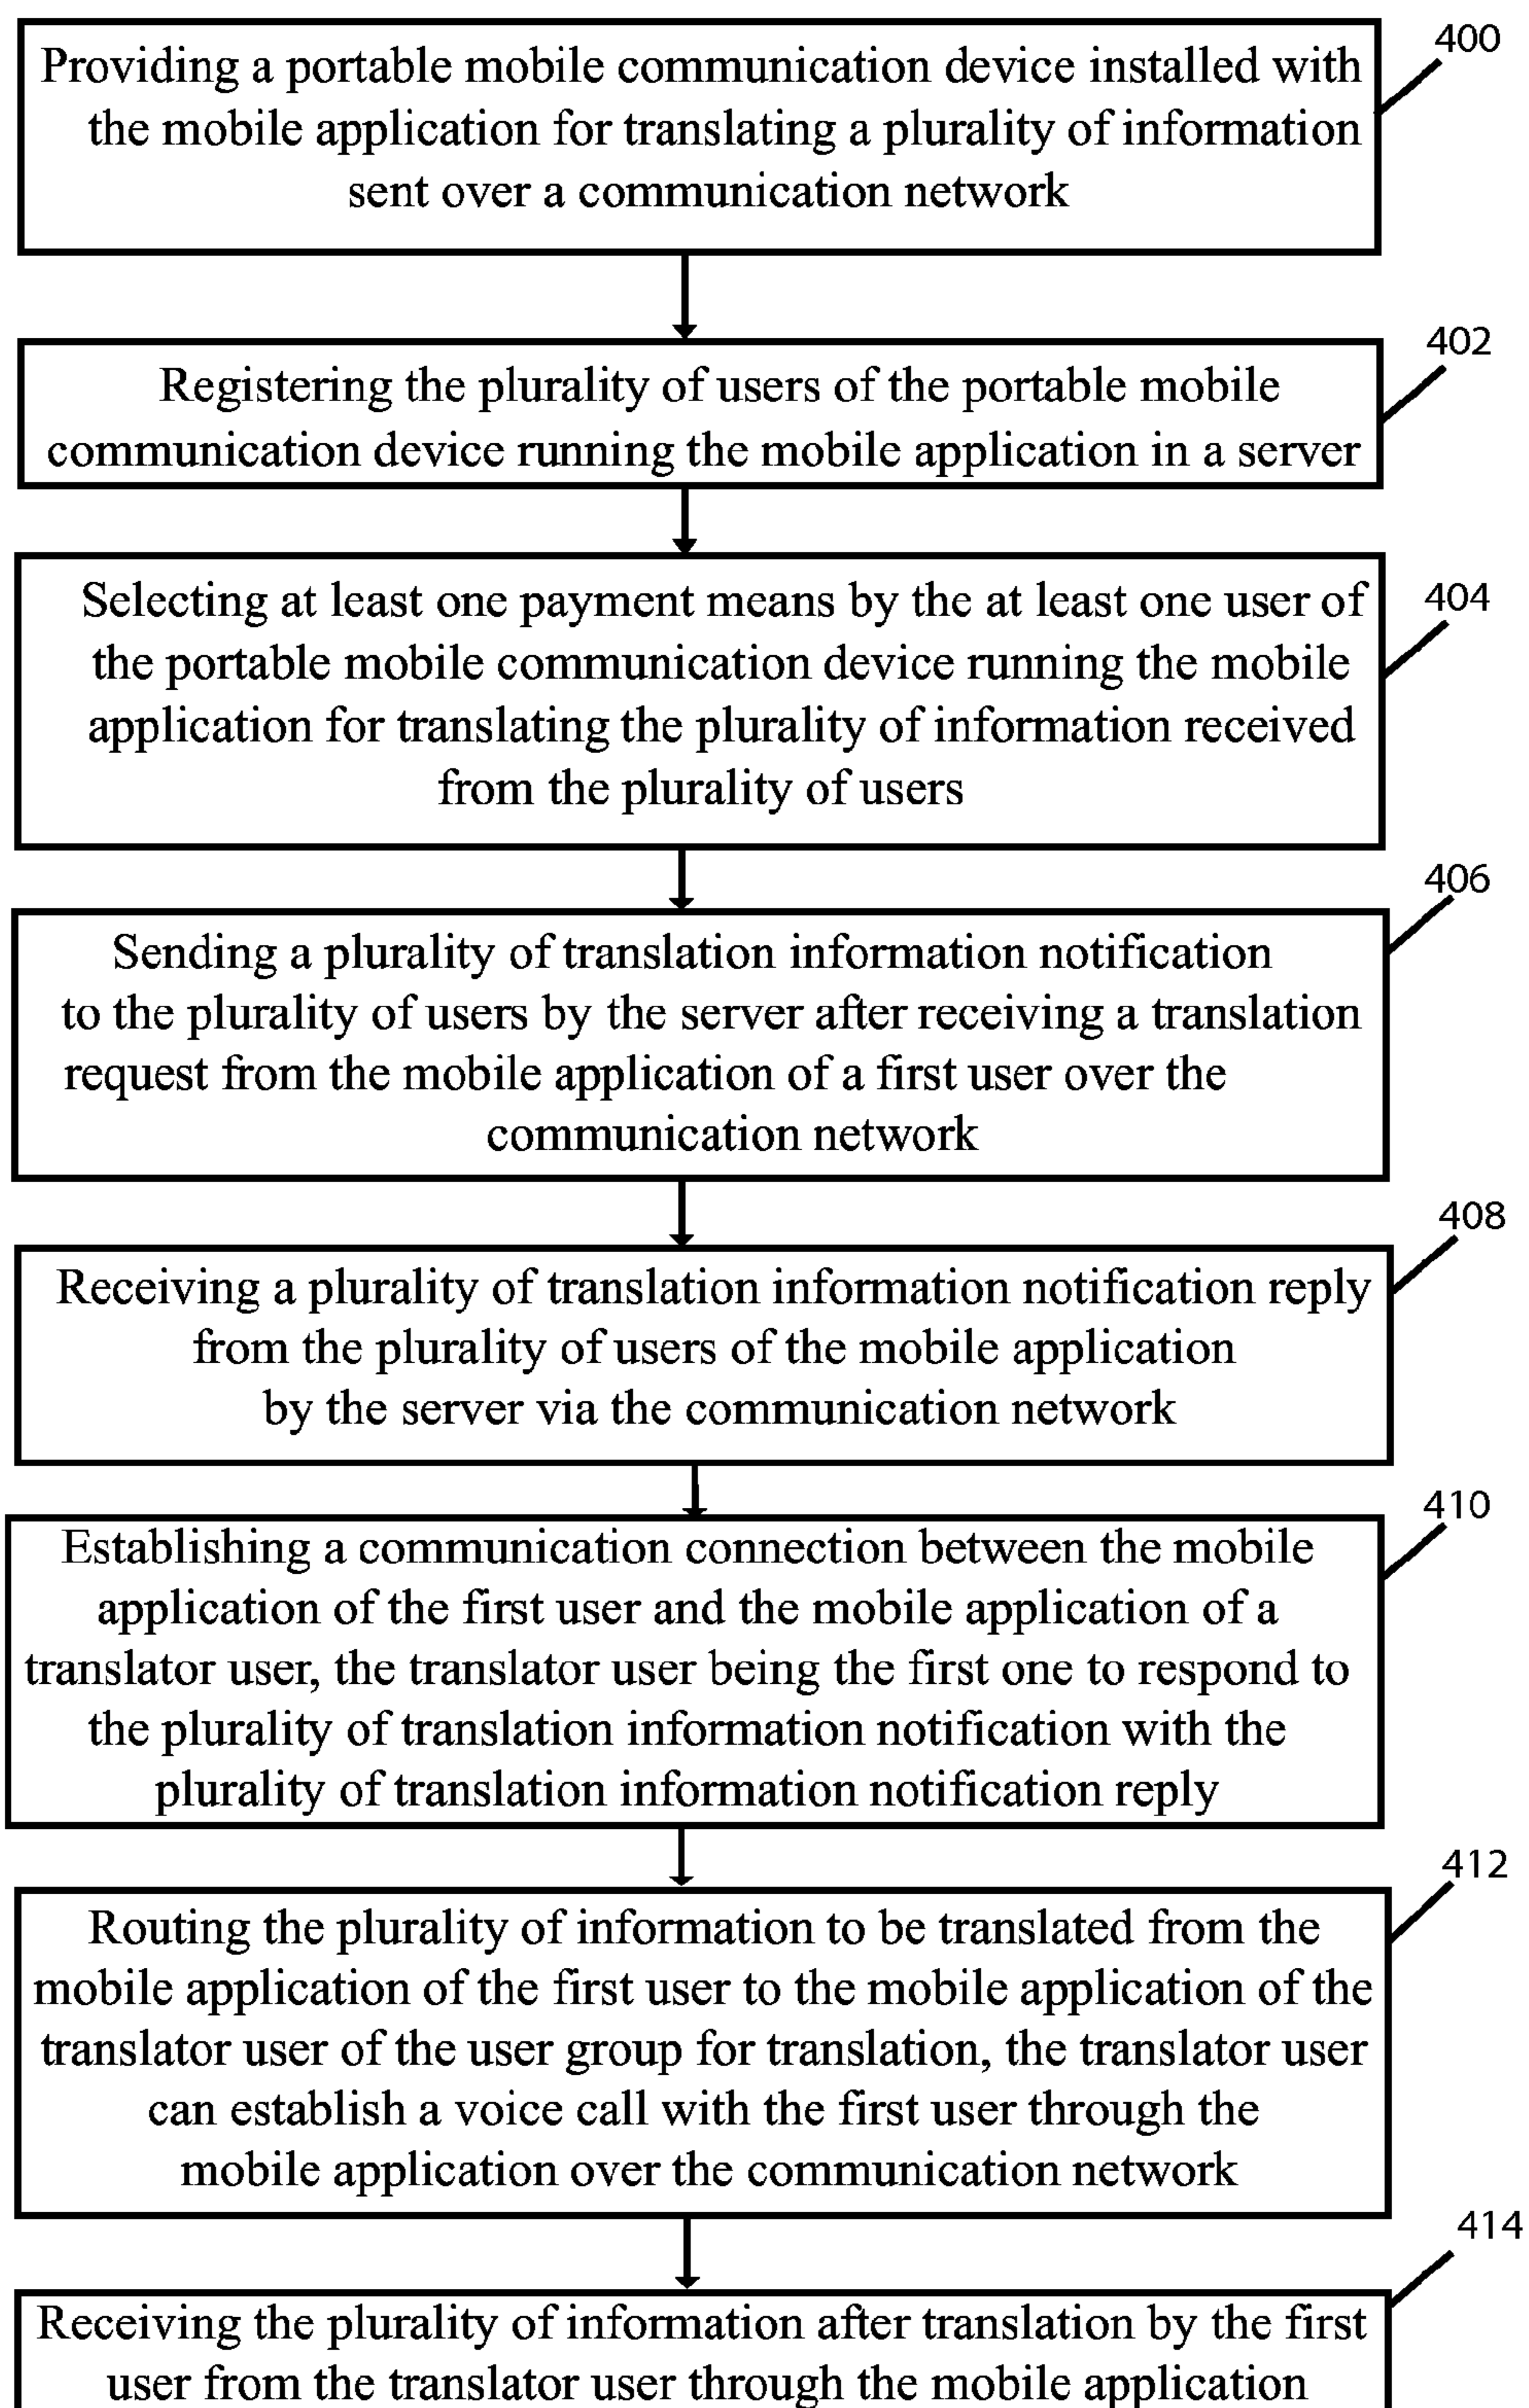 400
Providing a portable mobile communication device installed with
the mobile application for translating a plurality of information
sent over a communication network
402
Registering the plurality of users of the portable mobile
communication device running the mobile application in a server
404
Selecting at least one payment means by the at least one user of
the portable mobile communication device running the mobile
application for translating the plurality of information received
from the plurality of users
406
Sending a plurality of translation information notification
to the plurality of users by the server after receiving a translation
request from the mobile application of a first user over the
communication network
408
Receiving a plurality of translation information notification reply
from the plurality of users of the mobile application
by the server via the communication network
410
Establishing a communication connection between the mobile
application of the first user and the mobile application of a
translator user, the translator user being the first one to respond to
the plurality of translation information notification with the
plurality of translation information notification reply
412
Routing the plurality of information to be translated from the
mobile application of the first user to the mobile application of the
translator user of the user group for translation, the translator user
can establish a voice call with the first user through the
mobile application over the communication network
414
Receiving the plurality of information after translation by the first
user from the translator user through the mobile application